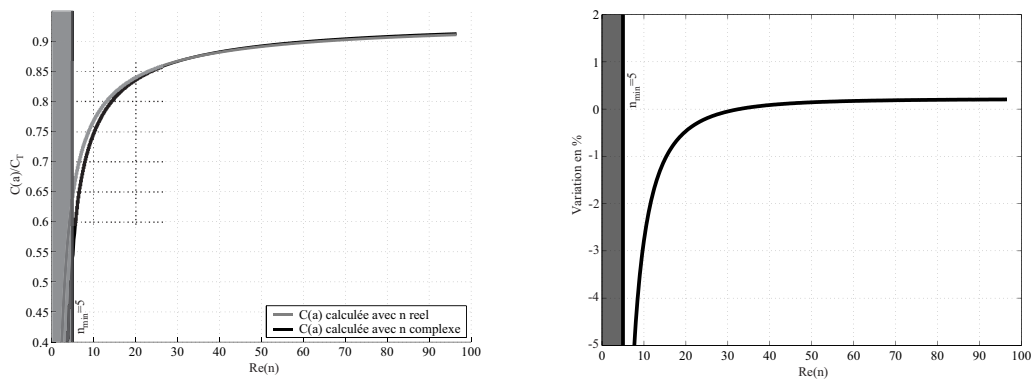 0.9
0.85
0.8
0.75
0.7
0.65
0.6
0.55
0.5
0.45
0.4
C(a)/C_T
n_min=5
C(a) calculée avec n reel
C(a) calculée avec n complexe
0 10 20 30 40 50 60 70 80 90 100
Re(n)
2
1
0
-1
-2
-3
-4
-5
Variation en %
n_min=5
0 10 20 30 40 50 60 70 80 90 100
Re(n)